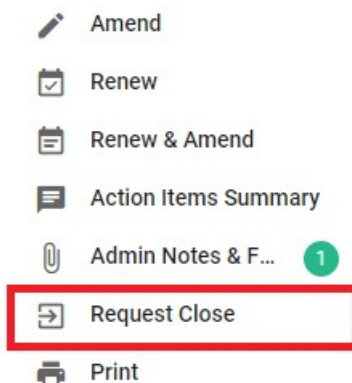 Amend
Renew
Renew & Amend
Action Items Summary
Admin Notes & F... 1
Request Close
Print